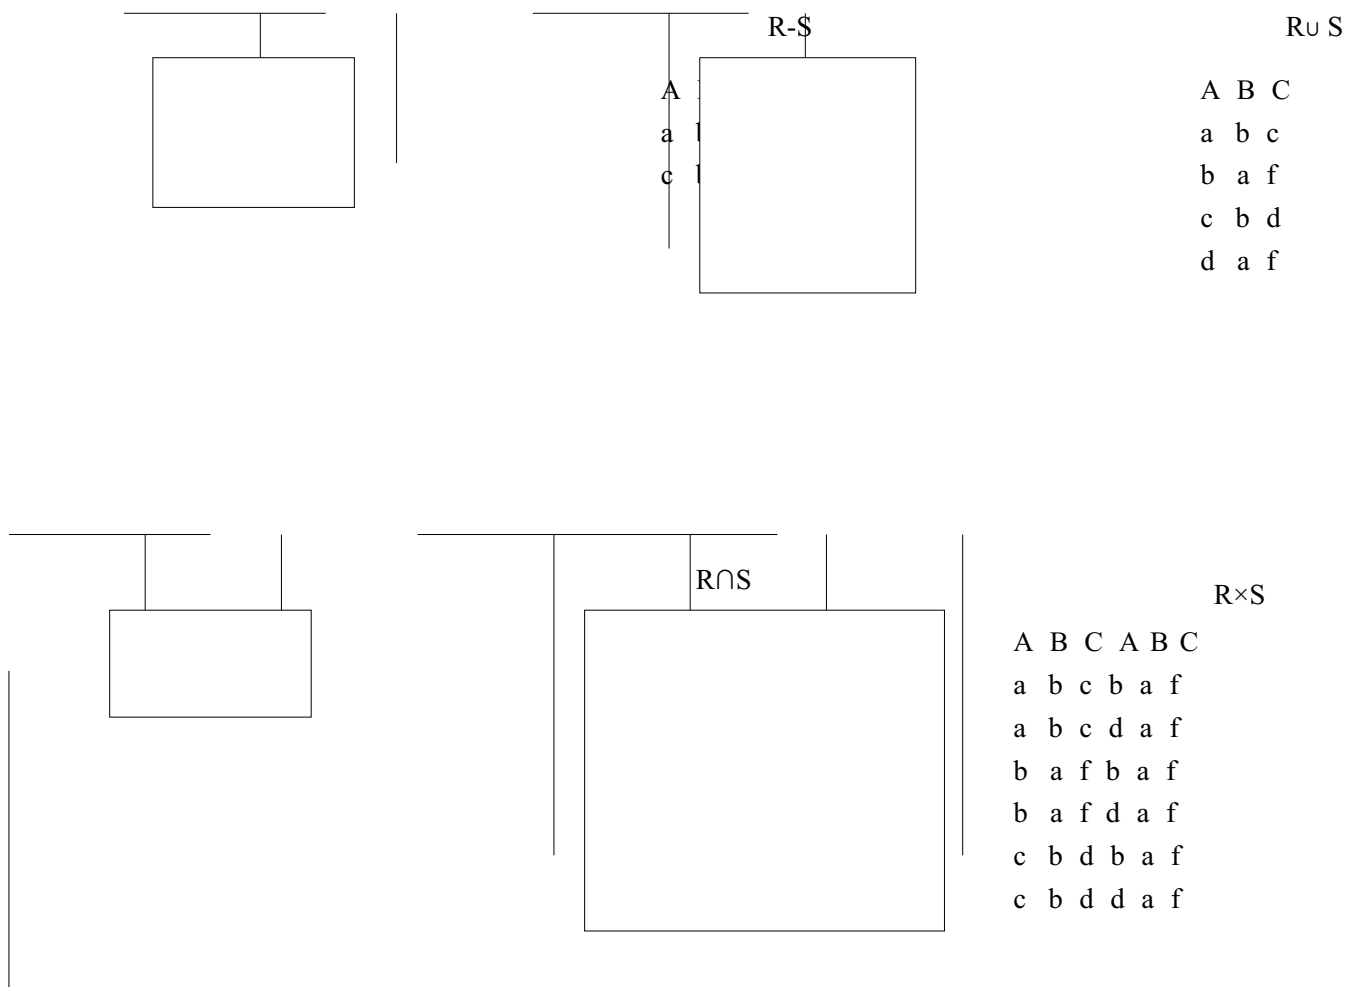 R-S
R∪ S
A
a
c
A B C
a b c
b a f
c b d
d a f
R∩S
R×S
A B C A B C
a b c b a f
a b c d a f
b a f b a f
b a f d a f
c b d b a f
c b d d a f